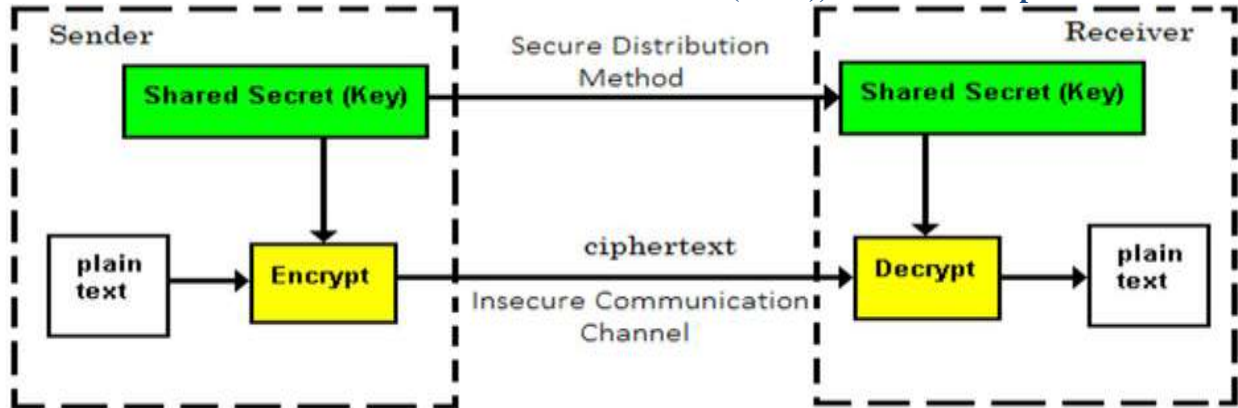 Sender
Receiver
Secure Distribution
Method
Shared Secret (Key)
Shared Secret (Key)
plain
text
Encrypt
ciphertext
Insecure Communication
Channel
Decrypt
plain
text